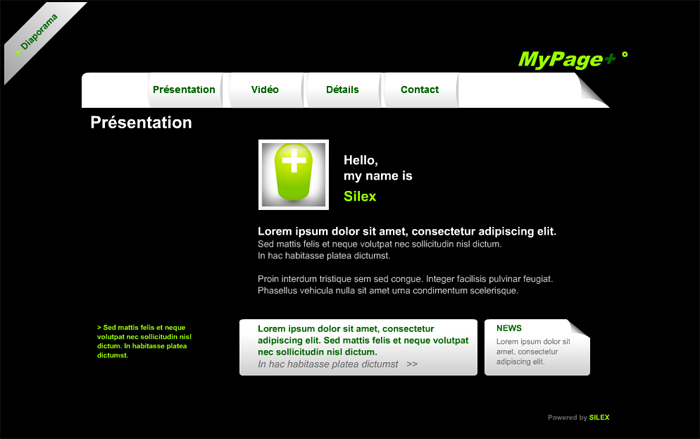 > Diaporama
MyPage+
Présentation Vidéo Détails Contact
Présentation
Hello,
my name is
Silex
Lorem ipsum dolor sit amet, consectetur adipiscing elit.
Sed mattis felis et neque volutpat nec sollicitudin nisl dictum.
In hac habitasse platea dictumst.
Proin interdum tristique sem sed congue. Integer facilisis pulvinar feugiat.
Phasellus vehicula nulla sit amet urna condimentum scelerisque.
> Sed mattis felis et neque
volutpat nec sollicitudin nisl
dictum. In habitasse platea
dictumst.
Lorem ipsum dolor sit amet, consectetur
adipiscing elit. Sed mattis felis et neque volutpat
nec sollicitudin nisl dictum.
In hac habitasse platea dictumst >>
NEWS
Lorem ipsum dolor sit
amet, consectetur
adipiscing elit.
Powered by SILEX